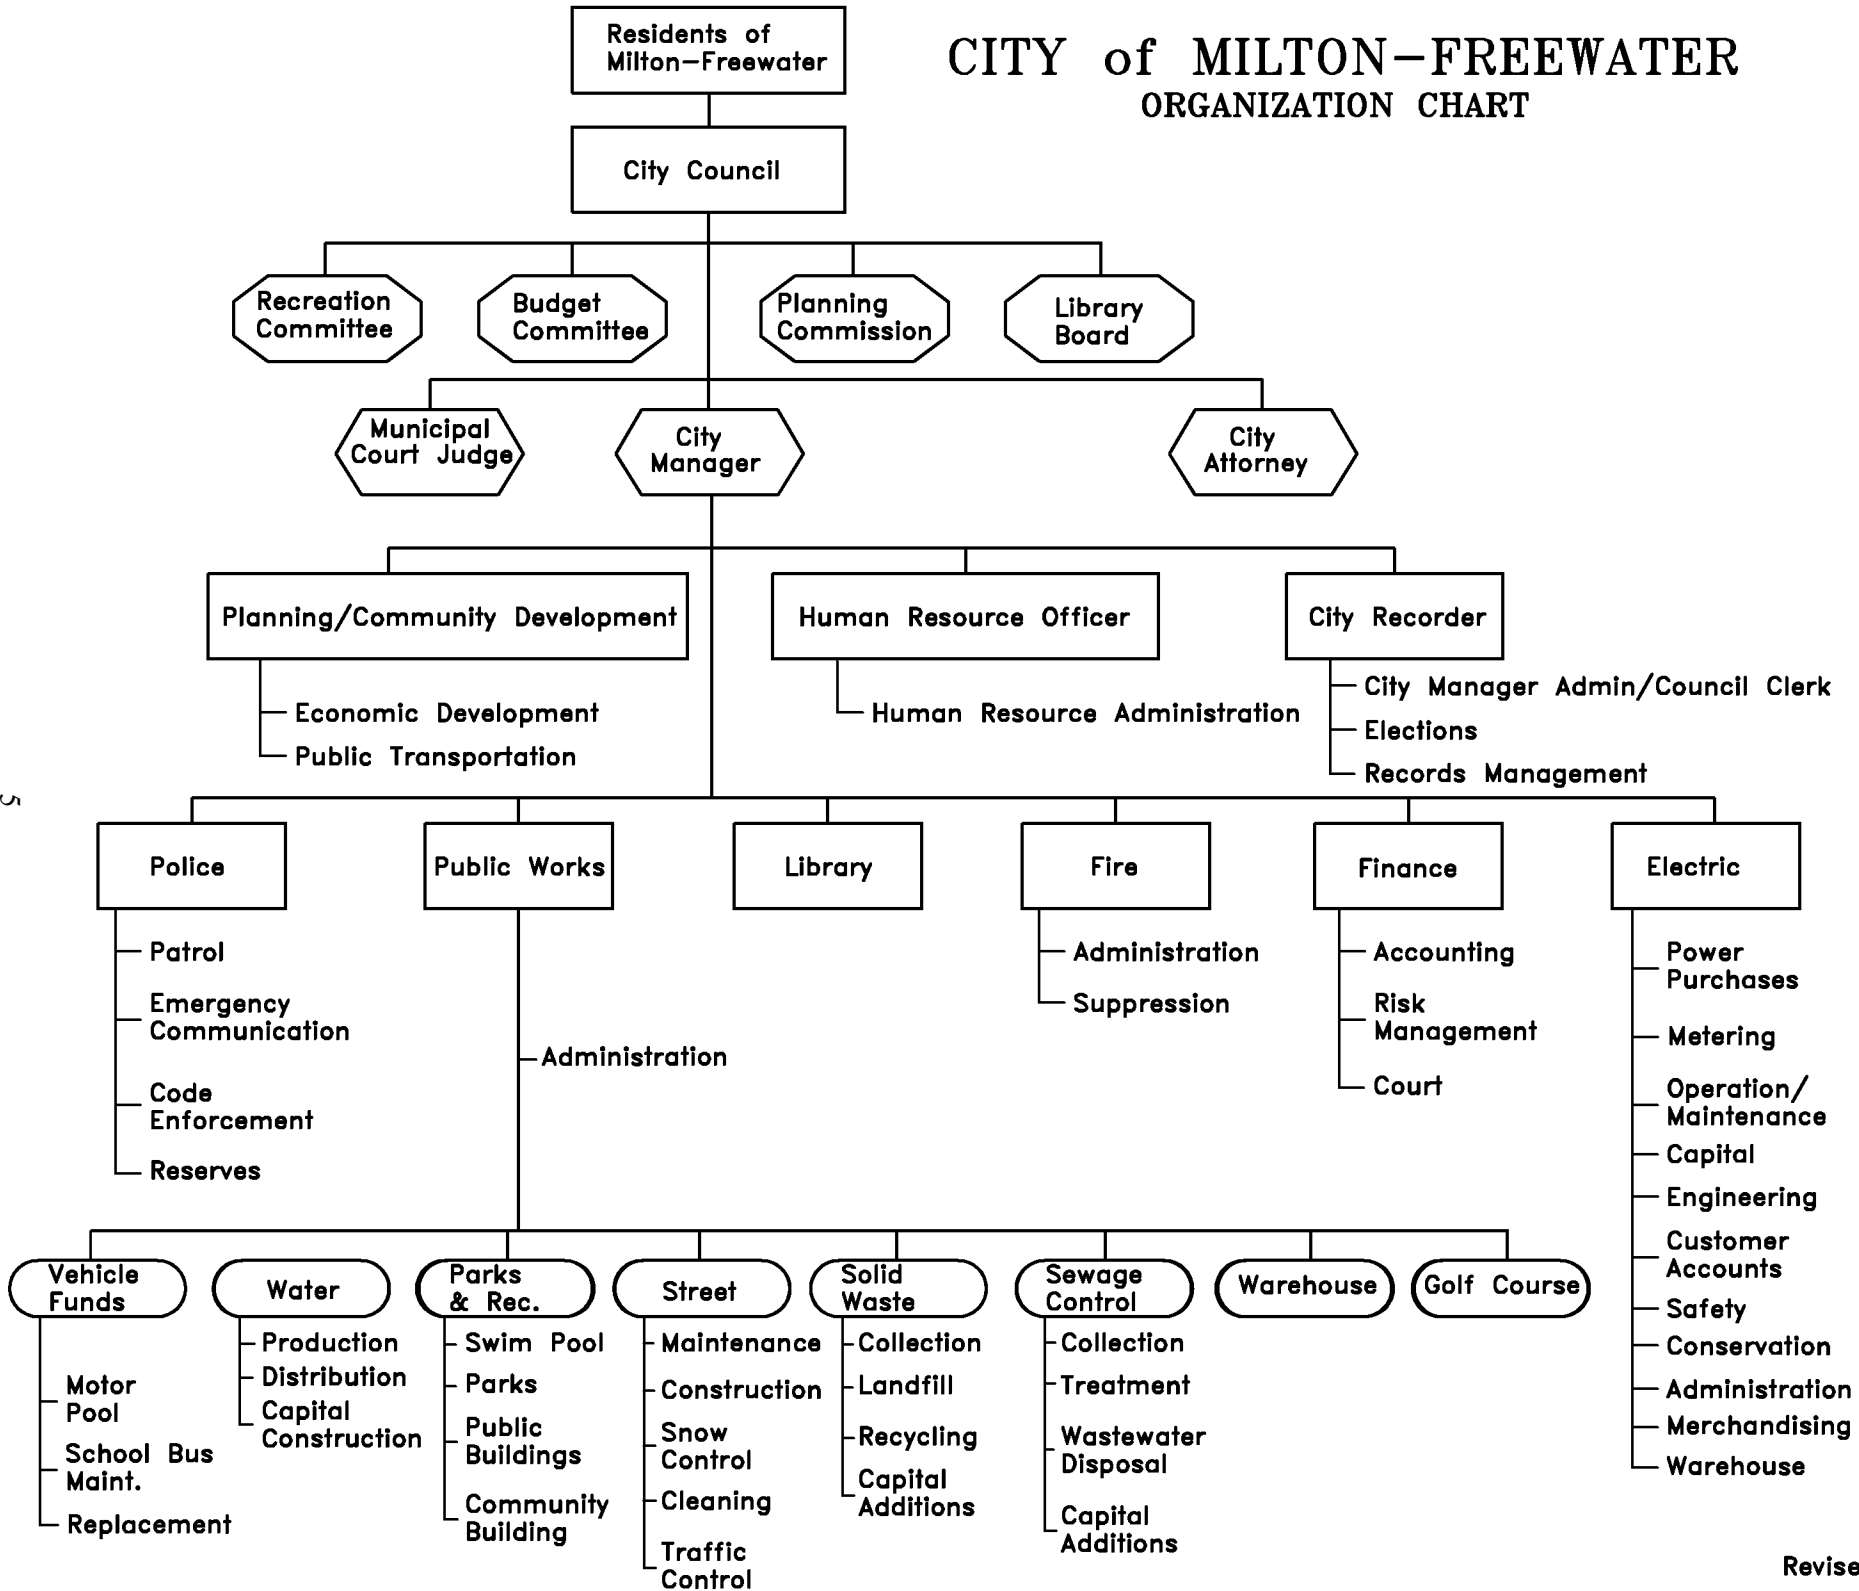 Residents of
Milton-Freewater
CITY of MILTON-FREEWATER
ORGANIZATION CHART
City Council
Recreation
Committee
Budget
Committee
Planning
Commission
Library
Board
Municipal
Court Judge
City
Manager
City
Attorney
Planning/Community Development
Human Resource Officer
City Recorder
Economic Development
Public Transportation
Human Resource Administration
City Manager Admin/Council Clerk
Elections
Records Management
5
Police
Public Works
Library
Fire
Finance
Electric
Patrol
Emergency
Communication
Code
Enforcement
Reserves
Administration
Administration
Suppression
Accounting
Risk
Management
Court
Power
Purchases
Metering
Operation/
Maintenance
Capital
Engineering
Customer
Accounts
Safety
Conservation
Administration
Merchandising
Warehouse
Vehicle
Funds
Water
Parks
& Rec.
Street
Solid
Waste
Sewage
Control
Warehouse
Golf Course
Motor
Pool
School Bus
Maint.
Replacement
Production
Distribution
Capital
Construction
Swim Pool
Parks
Public
Buildings
Community
Building
Maintenance
Construction
Snow
Control
Cleaning
Traffic
Control
Collection
Landfill
Recycling
Capital
Additions
Collection
Treatment
Wastewater
Disposal
Capital
Additions
Revise